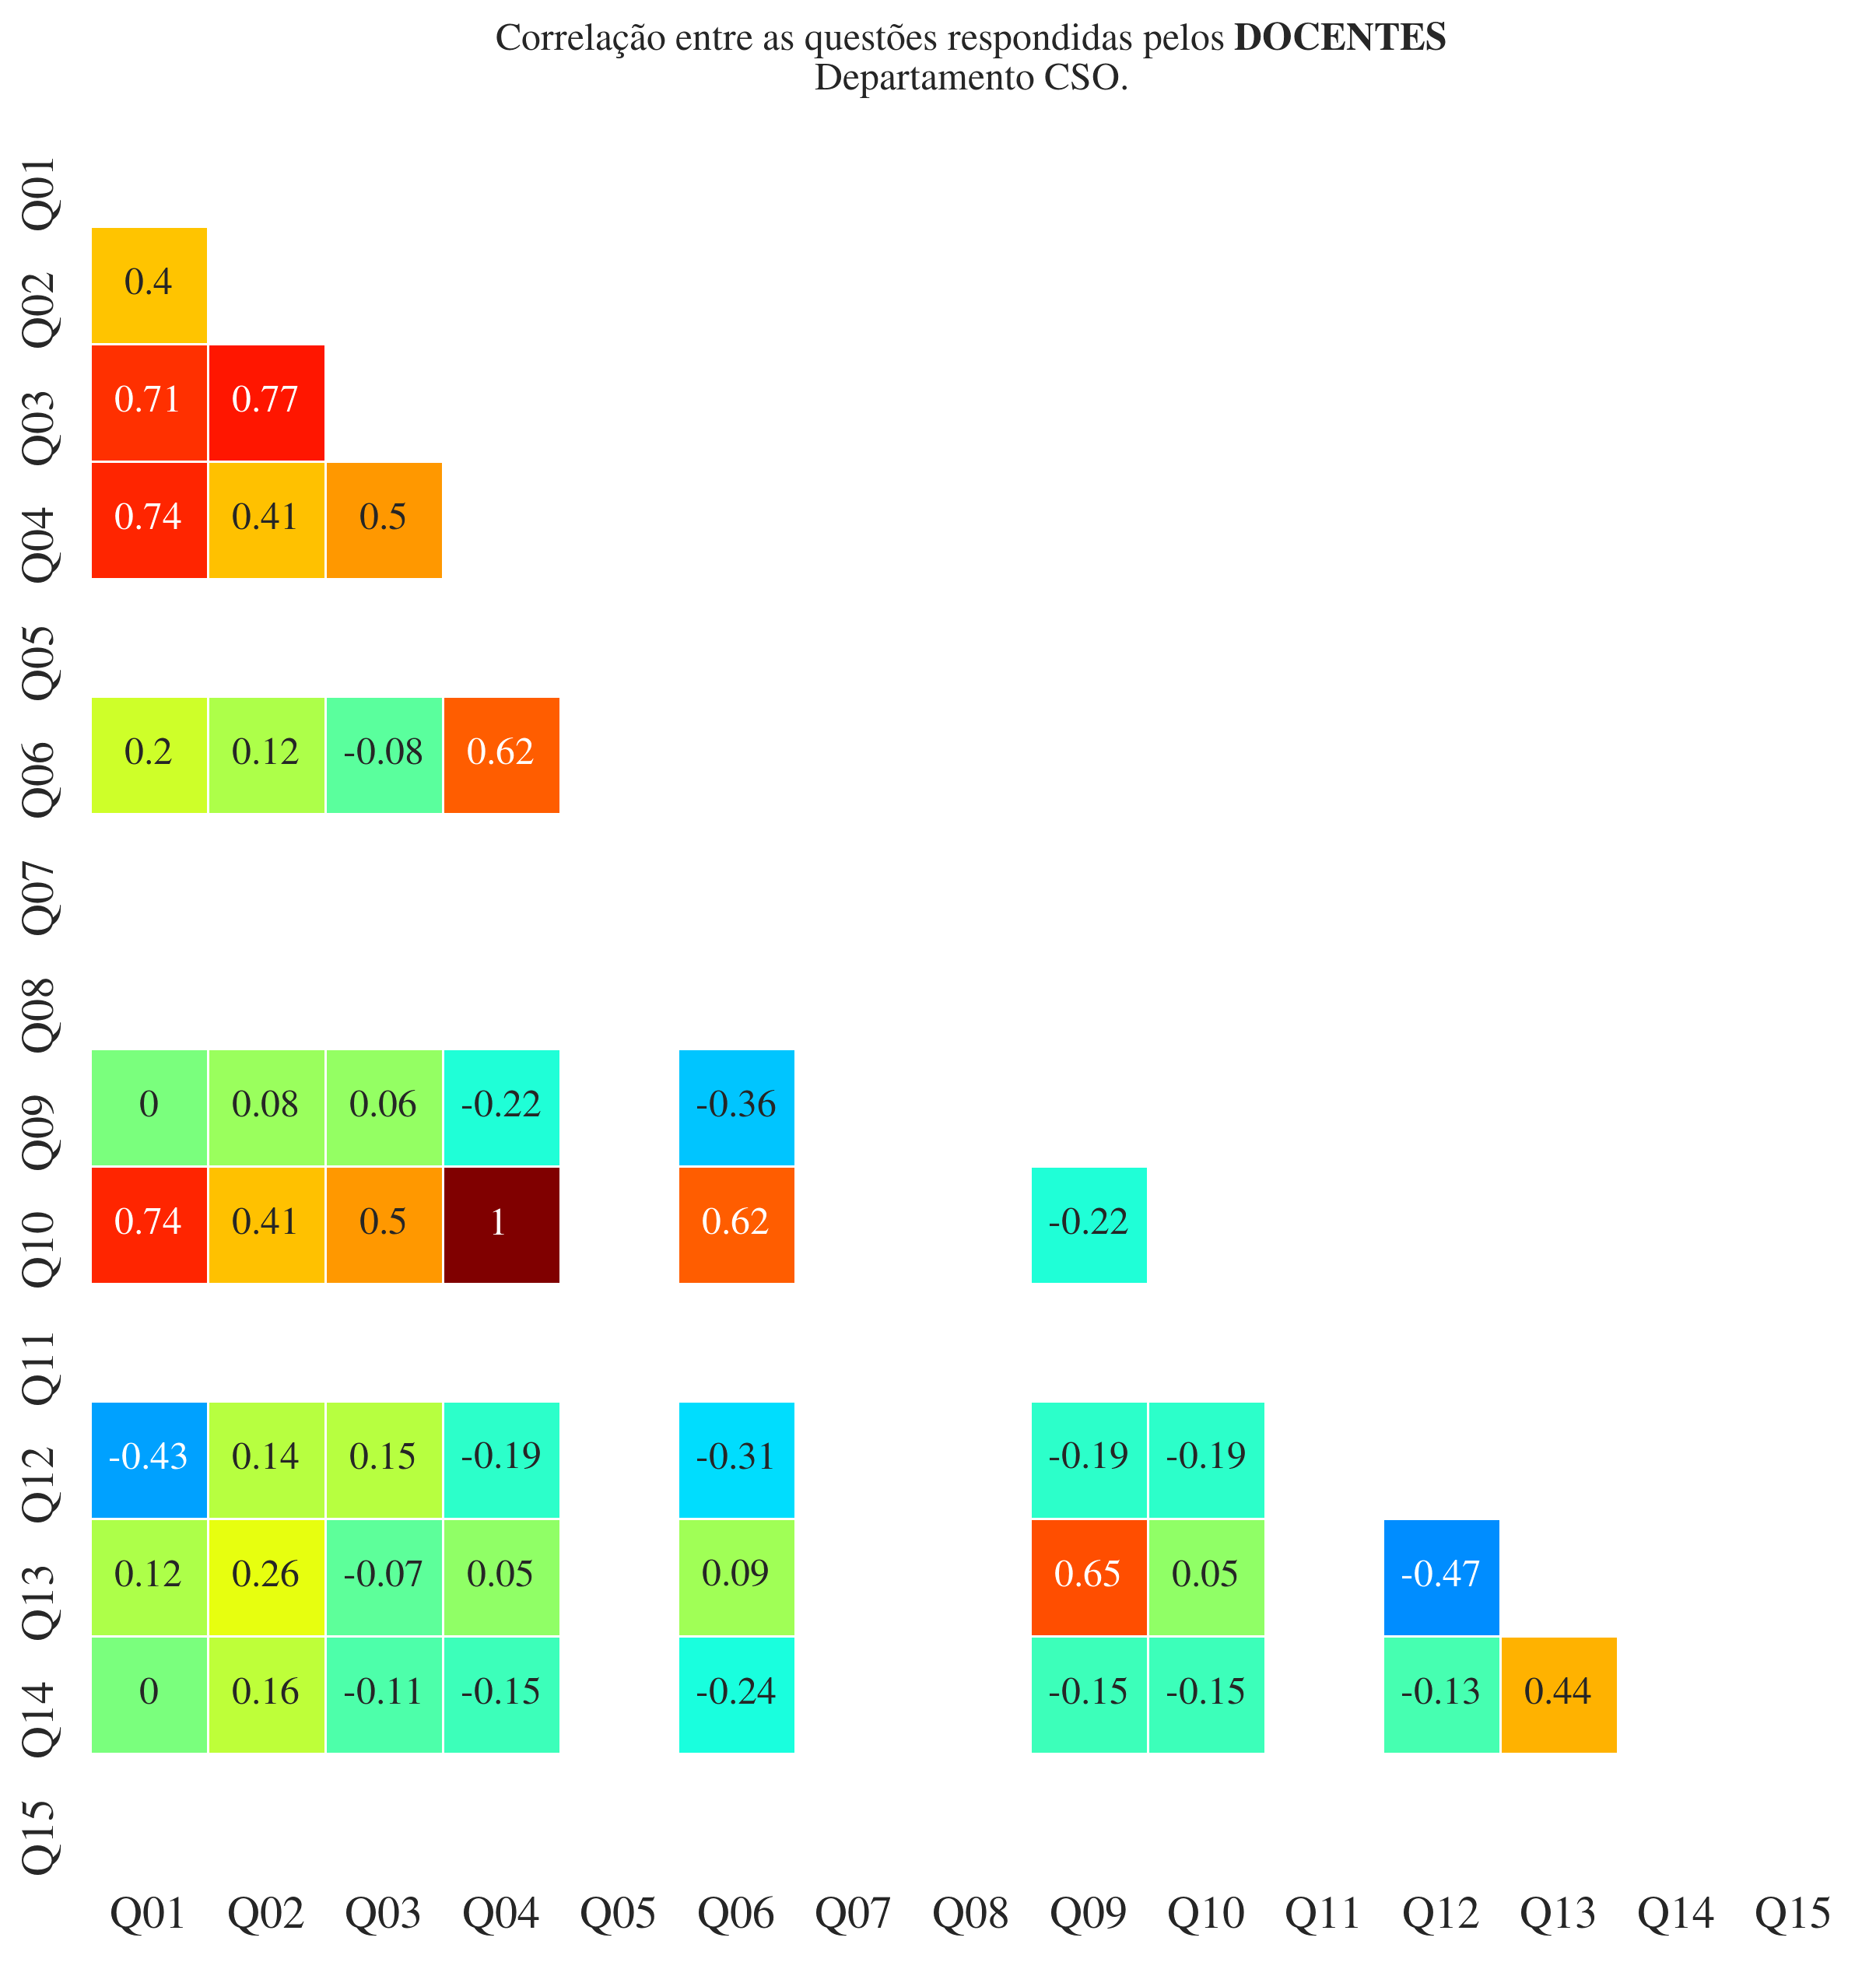 Correlação entre as questões respondidas pelos DOCENTES
Departamento CSO.
Q01
Q02 0.4
Q03 0.71 0.77
Q04 0.74 0.41 0.5
Q05
Q06 0.2 0.12 -0.08 0.62
Q07
Q08
Q09 0 0.08 0.06 -0.22 -0.36
Q10 0.74 0.41 0.5 1 0.62 -0.22
Q11
Q12 -0.43 0.14 0.15 -0.19 -0.31 -0.19 -0.19
Q13 0.12 0.26 -0.07 0.05 0.09 0.65 0.05 -0.47
Q14 0 0.16 -0.11 -0.15 -0.24 -0.15 -0.15 -0.13 0.44
Q15
Q01 Q02 Q03 Q04 Q05 Q06 Q07 Q08 Q09 Q10 Q11 Q12 Q13 Q14 Q15